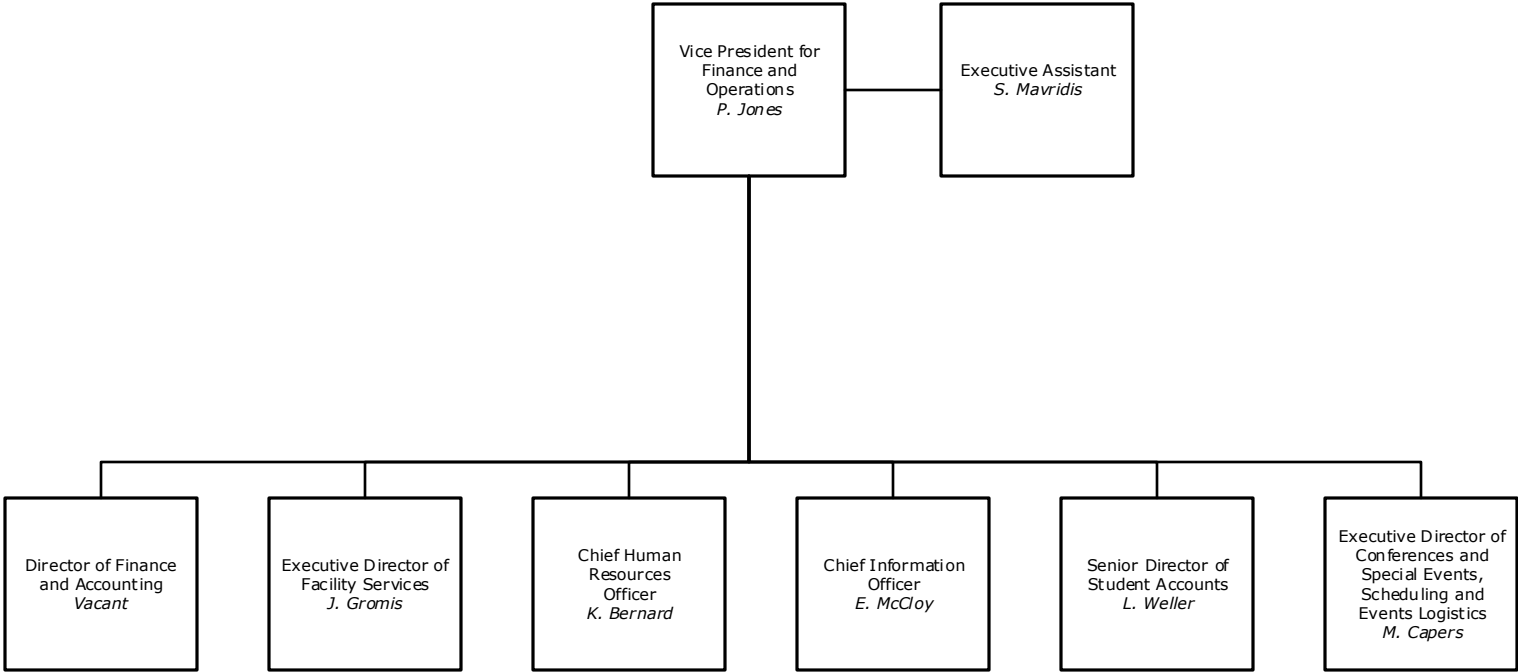 Vice President for
Finance and
Operations
P. Jones
Executive Assistant
S. Mavridis
Director of Finance
and Accounting
Vacant
Executive Director of
Facility Services
J. Gromis
Chief Human
Resources
Officer
K. Bernard
Chief Information
Officer
E. McCloy
Senior Director of
Student Accounts
L. Weller
Executive Director of
Conferences and
Special Events,
Scheduling and
Events Logistics
M. Capers